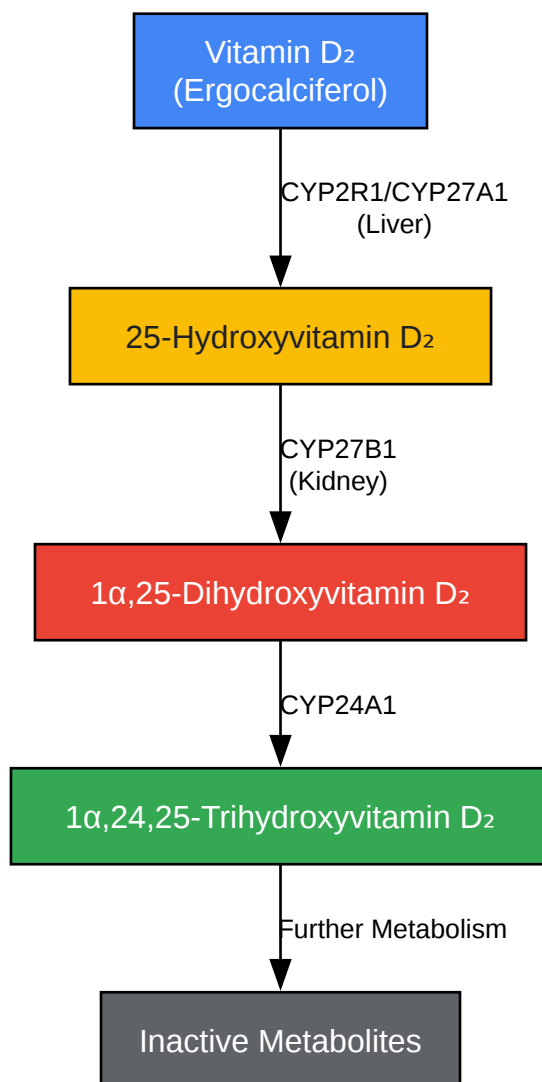 Vitamin D₂
(Ergocalciferol)
CYP2R1/CYP27A1
(Liver)
25-Hydroxyvitamin D₂
CYP27B1
(Kidney)
1α,25-Dihydroxyvitamin D₂
CYP24A1
1α,24,25-Trihydroxyvitamin D₂
Further Metabolism
Inactive Metabolites